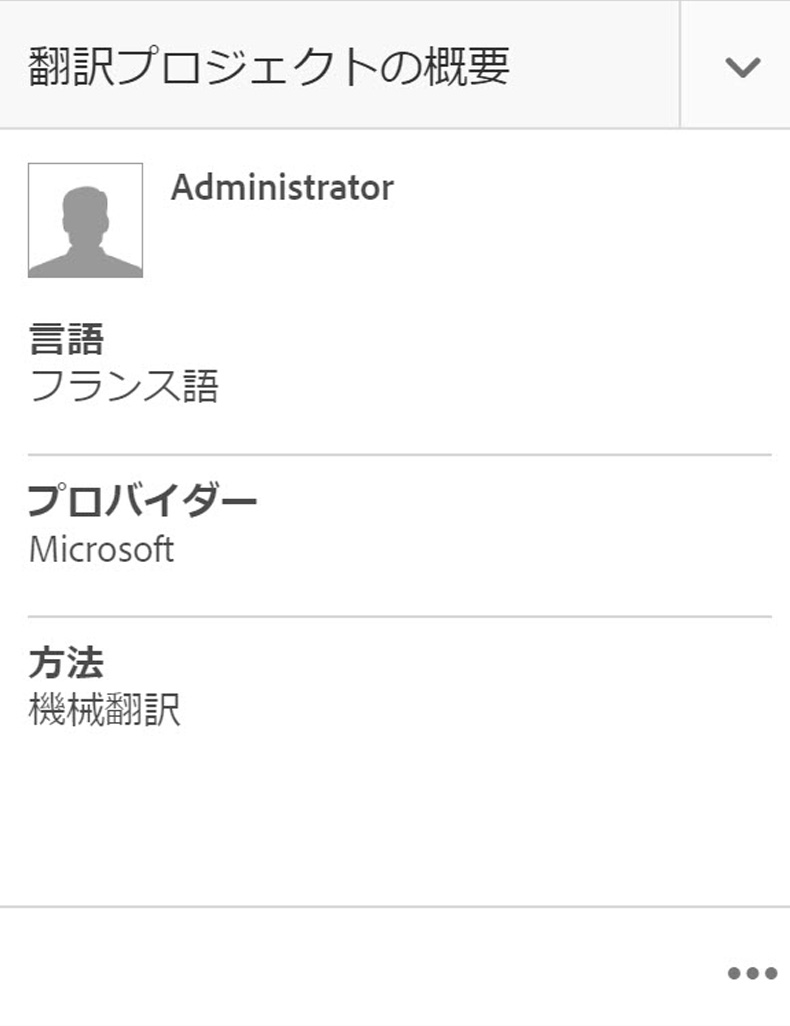 翻訳プロジェクトの概要
Administrator
言語
フランス語
プロバイダー
Microsoft
方法
機械翻訳